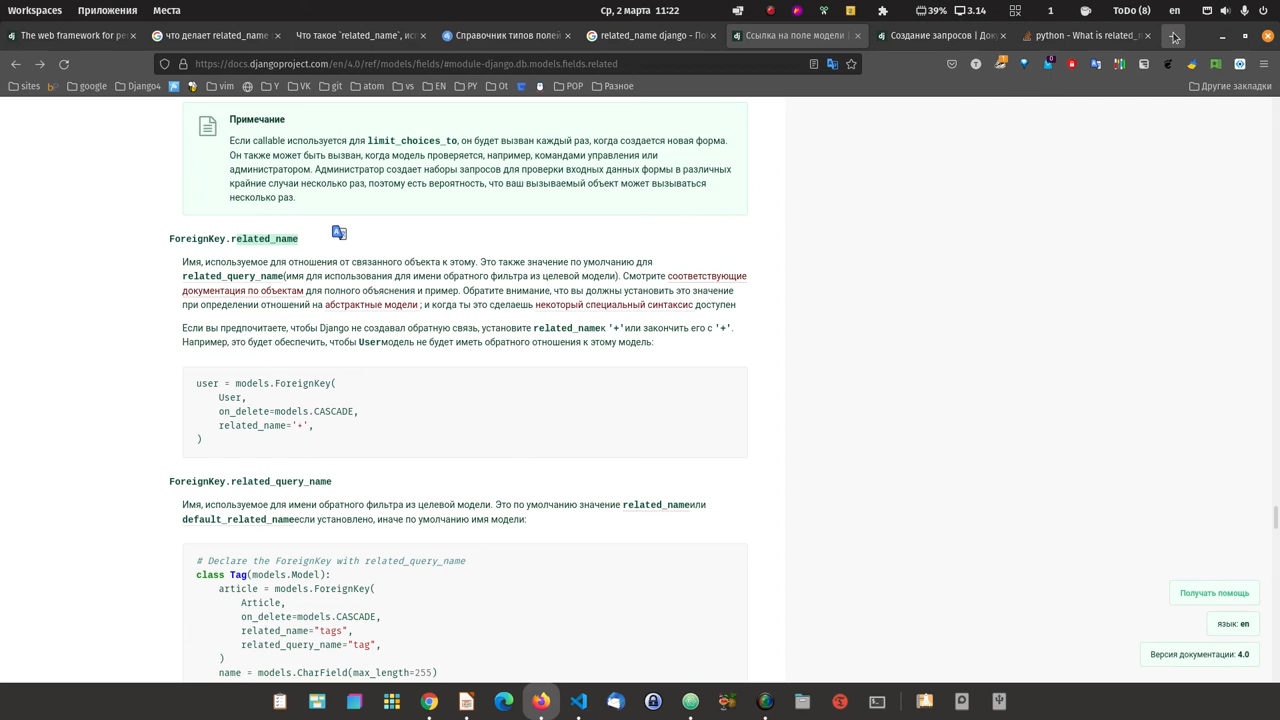 Обзор Приложения Места Ср, 2 марта 11:22 39% 3.14 1 TODO (8) en
The web framework for pe
что делает related_name
Что такое `related_name`, ис
Справочник типов полей
related_name django - По
Ссылка на поле модели |
Создание запросов | Док
python - What is related_n
https://docs.djangoproject.com/en/4.0/ref/models/fields/#module-django.db.models.fields.related
sites google Django4 vim Y VK git atom vs EN PY Ot POP Разное Другие закладки
Примечание
Если callable используется для limit_choices_to, он будет вызван каждый раз, когда создается новая форма.
Он также может быть вызван, когда модель проверяется, например, командами управления или
администратором. Администратор создает наборы запросов для проверки входных данных формы в различных
крайние случаи несколько раз, поэтому есть вероятность, что ваш вызываемый объект может вызываться
несколько раз.
ForeignKey.related_name
Имя, используемое для отношения от связанного объекта к этому. Это также значение по умолчанию для
related_query_name(имя для использования для имени обратного фильтра из целевой модели). Смотрите соответствующие
документация по объектам для полного объяснения и пример. Обратите внимание, что вы должны установить это значение
при определении отношений на абстрактные модели ; и когда ты это сделаешь некоторый специальный синтаксис доступен
Если вы предпочитаете, чтобы Django не создавал обратную связь, установите related_nameк '+'или закончить его с '+'.
Например, это будет обеспечить, чтобы Userмодель не будет иметь обратного отношения к этому модель:
user = models.ForeignKey(
User,
on_delete=models.CASCADE,
related_name='+',
)
ForeignKey.related_query_name
Имя, используемое для имени обратного фильтра из целевой модели. Это по умолчанию значение related_nameили
default_related_nameесли установлено, иначе по умолчанию имя модели:
# Declare the ForeignKey with related_query_name
class Tag(models.Model):
article = models.ForeignKey(
Article,
on_delete=models.CASCADE,
related_name="tags",
related_query_name="tag",
)
name = models.CharField(max_length=255)
Получать помощь
язык: en
Версия документации: 4.0